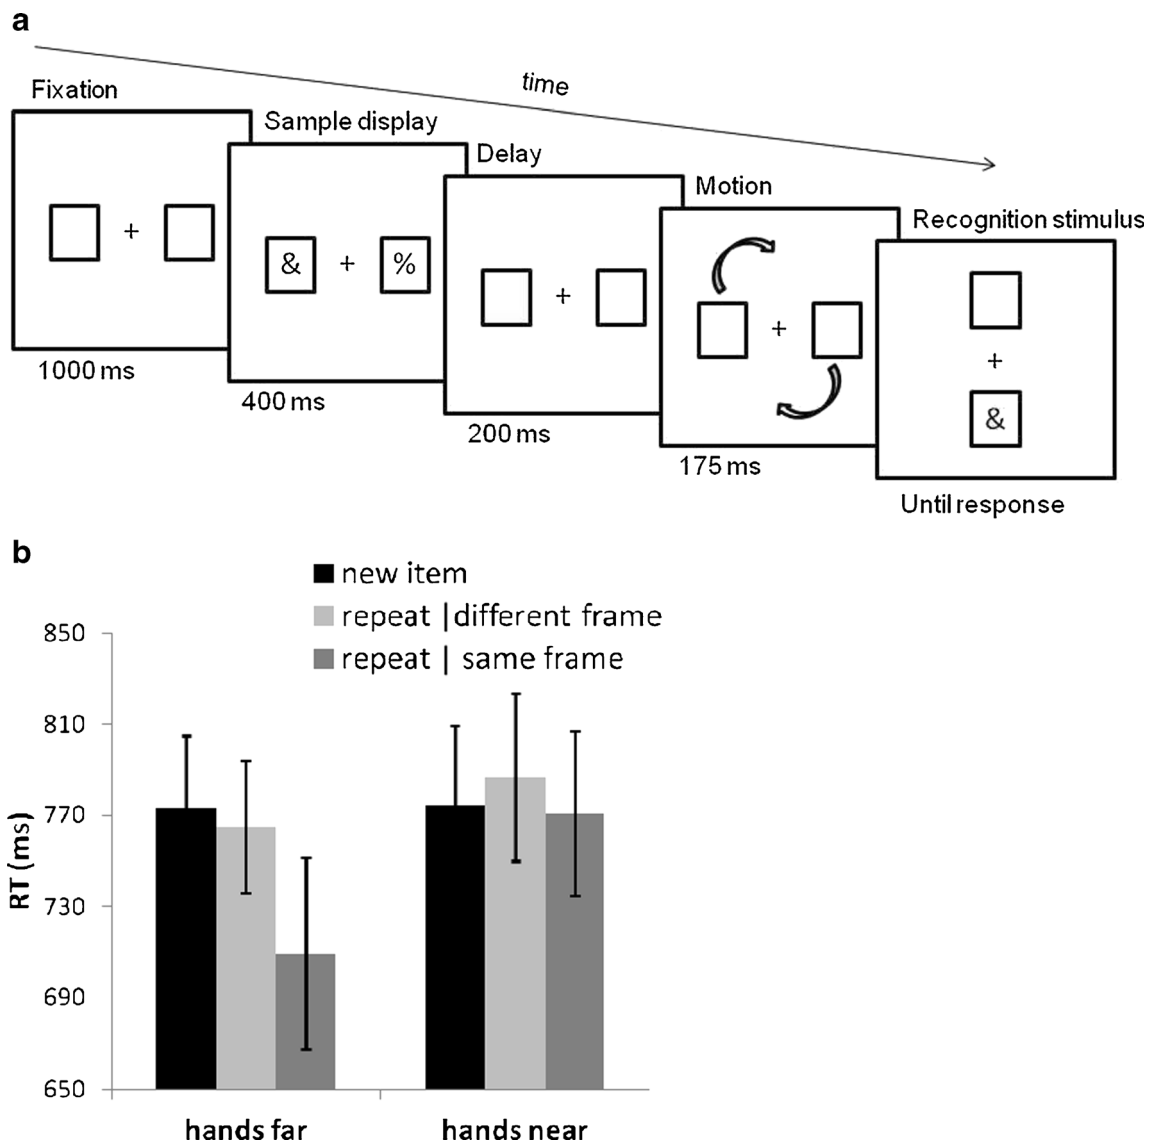 a
time
Fixation
Sample display
Delay
Motion
Recognition stimulus
+
& + %
+
+
+
&
1000 ms
400 ms
200 ms
175 ms
Until response
b
new item
repeat |different frame
repeat | same frame
850
810
770
730
690
650
RT (ms)
hands far
hands near